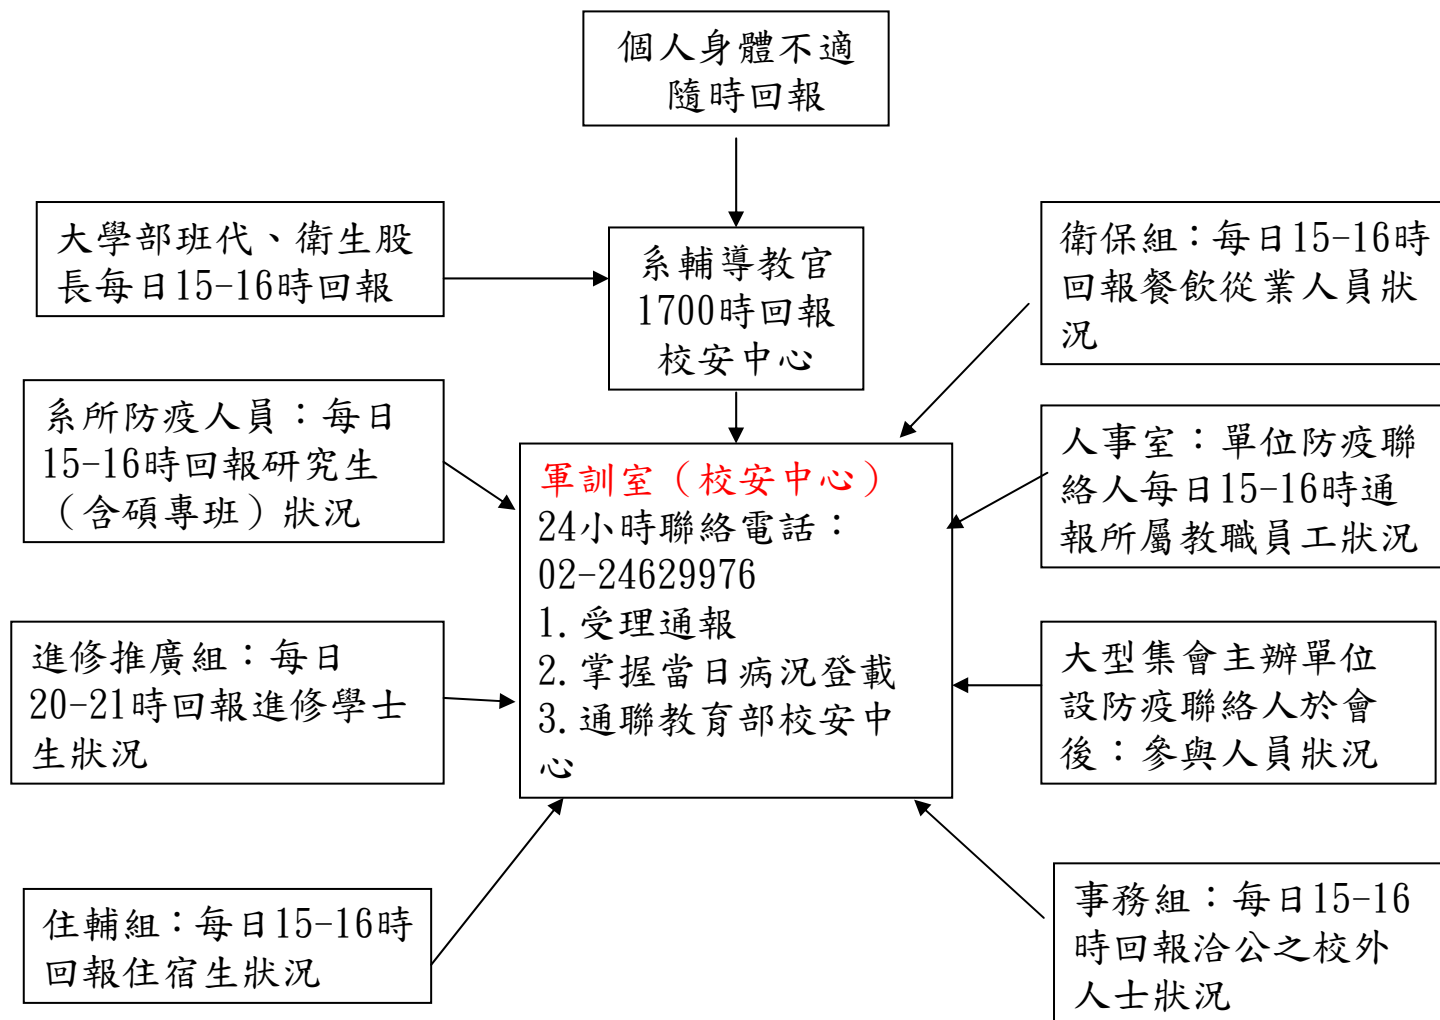 個人身體不適
隨時回報
大學部班代、衛生股
長每日15-16時回報
系輔導教官
1700時回報
校安中心
衛保組：每日15-16時
回報餐飲從業人員狀
況
系所防疫人員：每日
15-16時回報研究生
（含碩專班）狀況
軍訓室（校安中心）
24小時聯絡電話：
02-24629976
1.受理通報
2.掌握當日病況登載
3.通聯教育部校安中
心
人事室：單位防疫聯
絡人每日15-16時通
報所屬教職員工狀況
進修推廣組：每日
20-21時回報進修學士
生狀況
大型集會主辦單位
設防疫聯絡人於會
後：參與人員狀況
住輔組：每日15-16時
回報住宿生狀況
事務組：每日15-16
時回報洽公之校外
人士狀況